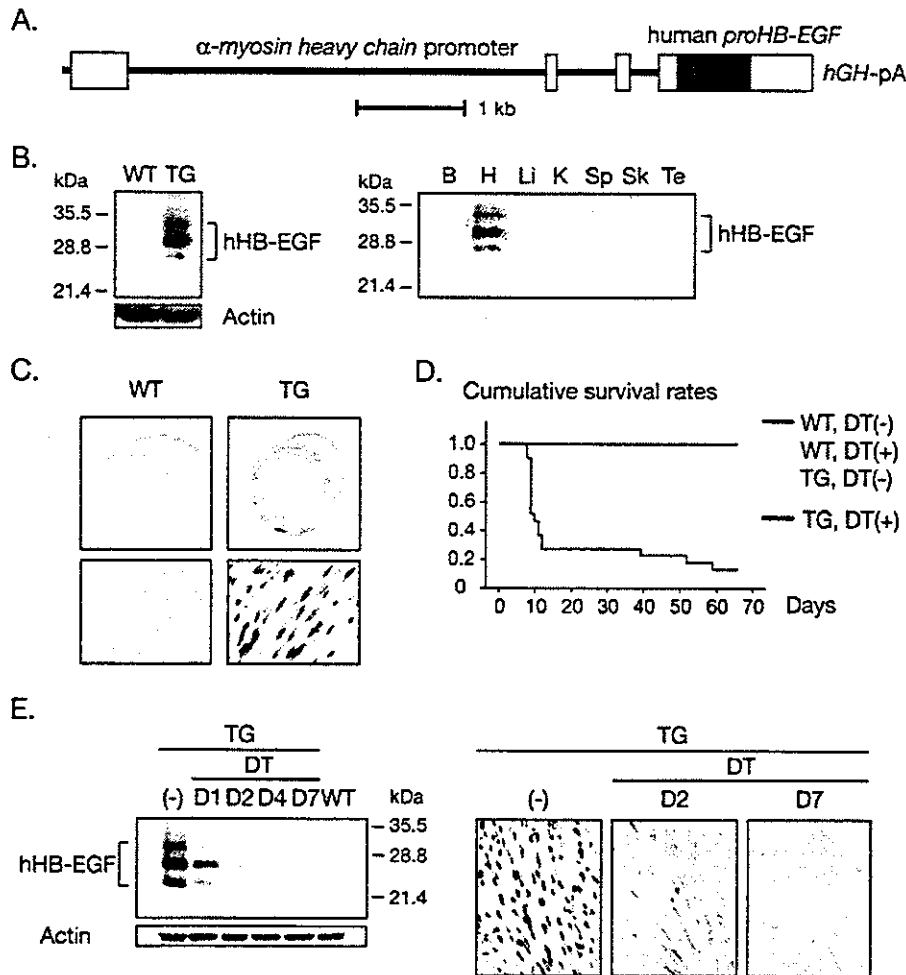 A.
α-myosin heavy chain promoter
human proHB-EGF
hGH-pA
1 kb
B.
kDa
WT TG
35.5
28.8
21.4
hHB-EGF
Actin
B H Li K Sp Sk Te
35.5
28.8
21.4
hHB-EGF
C.
WT TG
D.
Cumulative survival rates
1.0
0.8
0.6
0.4
0.2
0
0 10 20 30 40 50 60 70 Days
WT, DT(-)
WT, DT(+)
TG, DT(-)
TG, DT(+)
E.
TG
DT
(-) D1 D2 D4 D7 WT kDa
35.5
28.8
21.4
hHB-EGF
Actin
TG
DT
(-) D2 D7